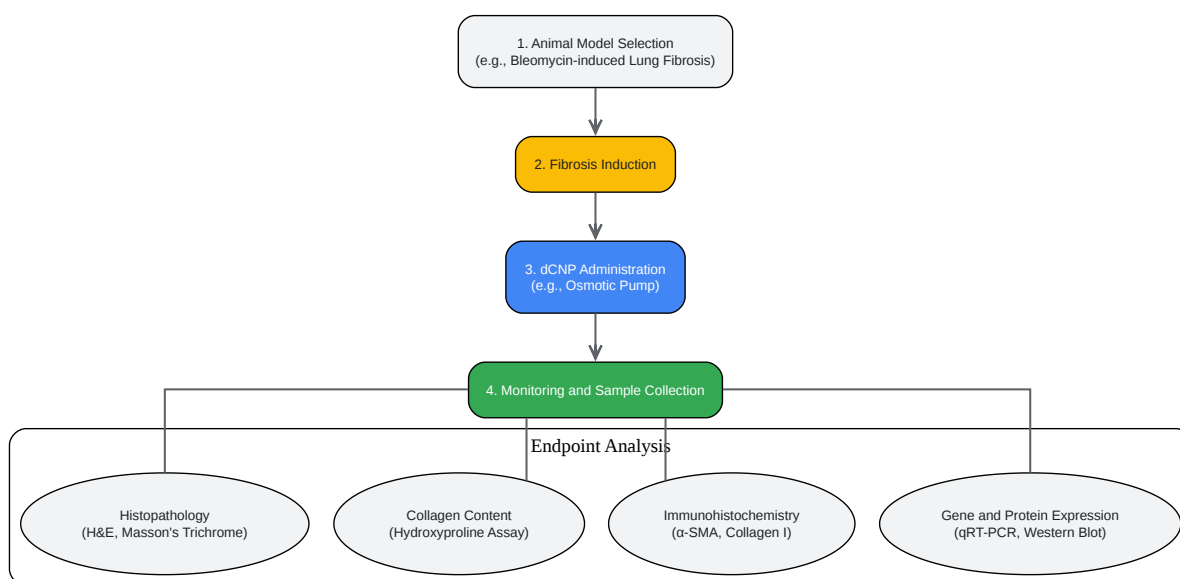 1. Animal Model Selection
(e.g., Bleomycin-induced Lung Fibrosis)
2. Fibrosis Induction
3. dCNP Administration
(e.g., Osmotic Pump)
4. Monitoring and Sample Collection
Endpoint Analysis
Histopathology
(H&E, Masson's Trichrome)
Collagen Content
(Hydroxyproline Assay)
Immunohistochemistry
(α-SMA, Collagen I)
Gene and Protein Expression
(qRT-PCR, Western Blot)